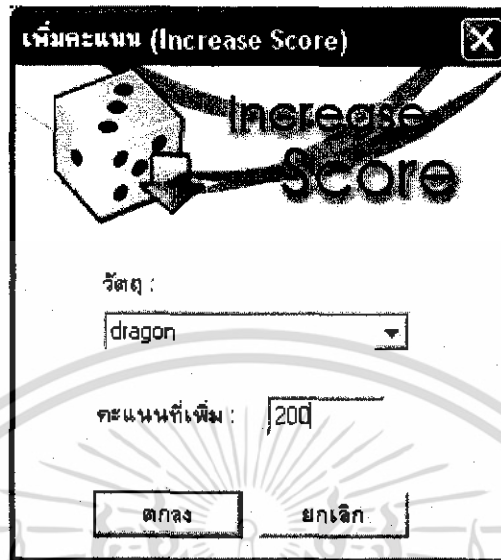 เพิ่มคะแนน (Increase Score)
Increase
Score
วัตถุ :
dragon
คะแนนที่เพิ่ม : 200
ตกลง ยกเลิก